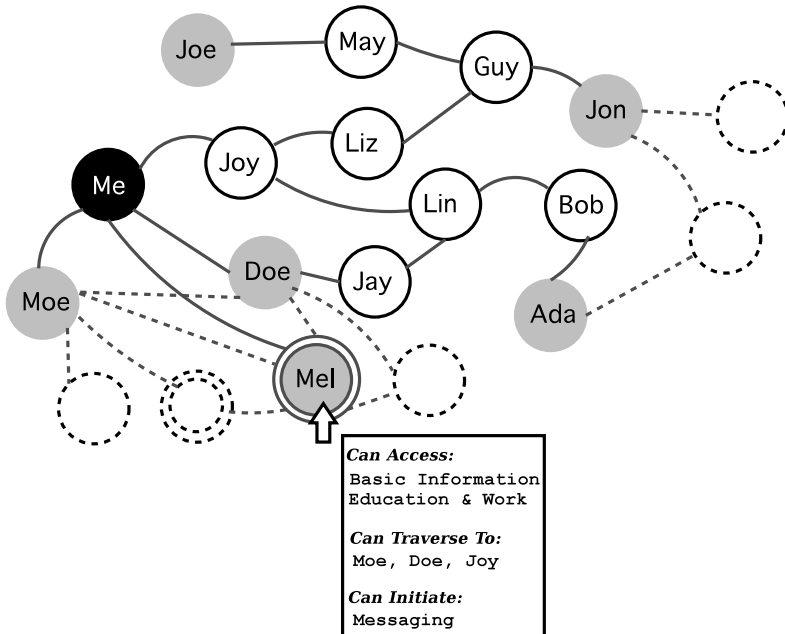 Joe
May
Guy
Jon
Joy
Liz
Me
Lin
Bob
Doe
Jay
Moe
Ada
Mel
Can Access:
Basic Information
Education & Work
Can Traverse To:
Moe, Doe, Joy
Can Initiate:
Messaging